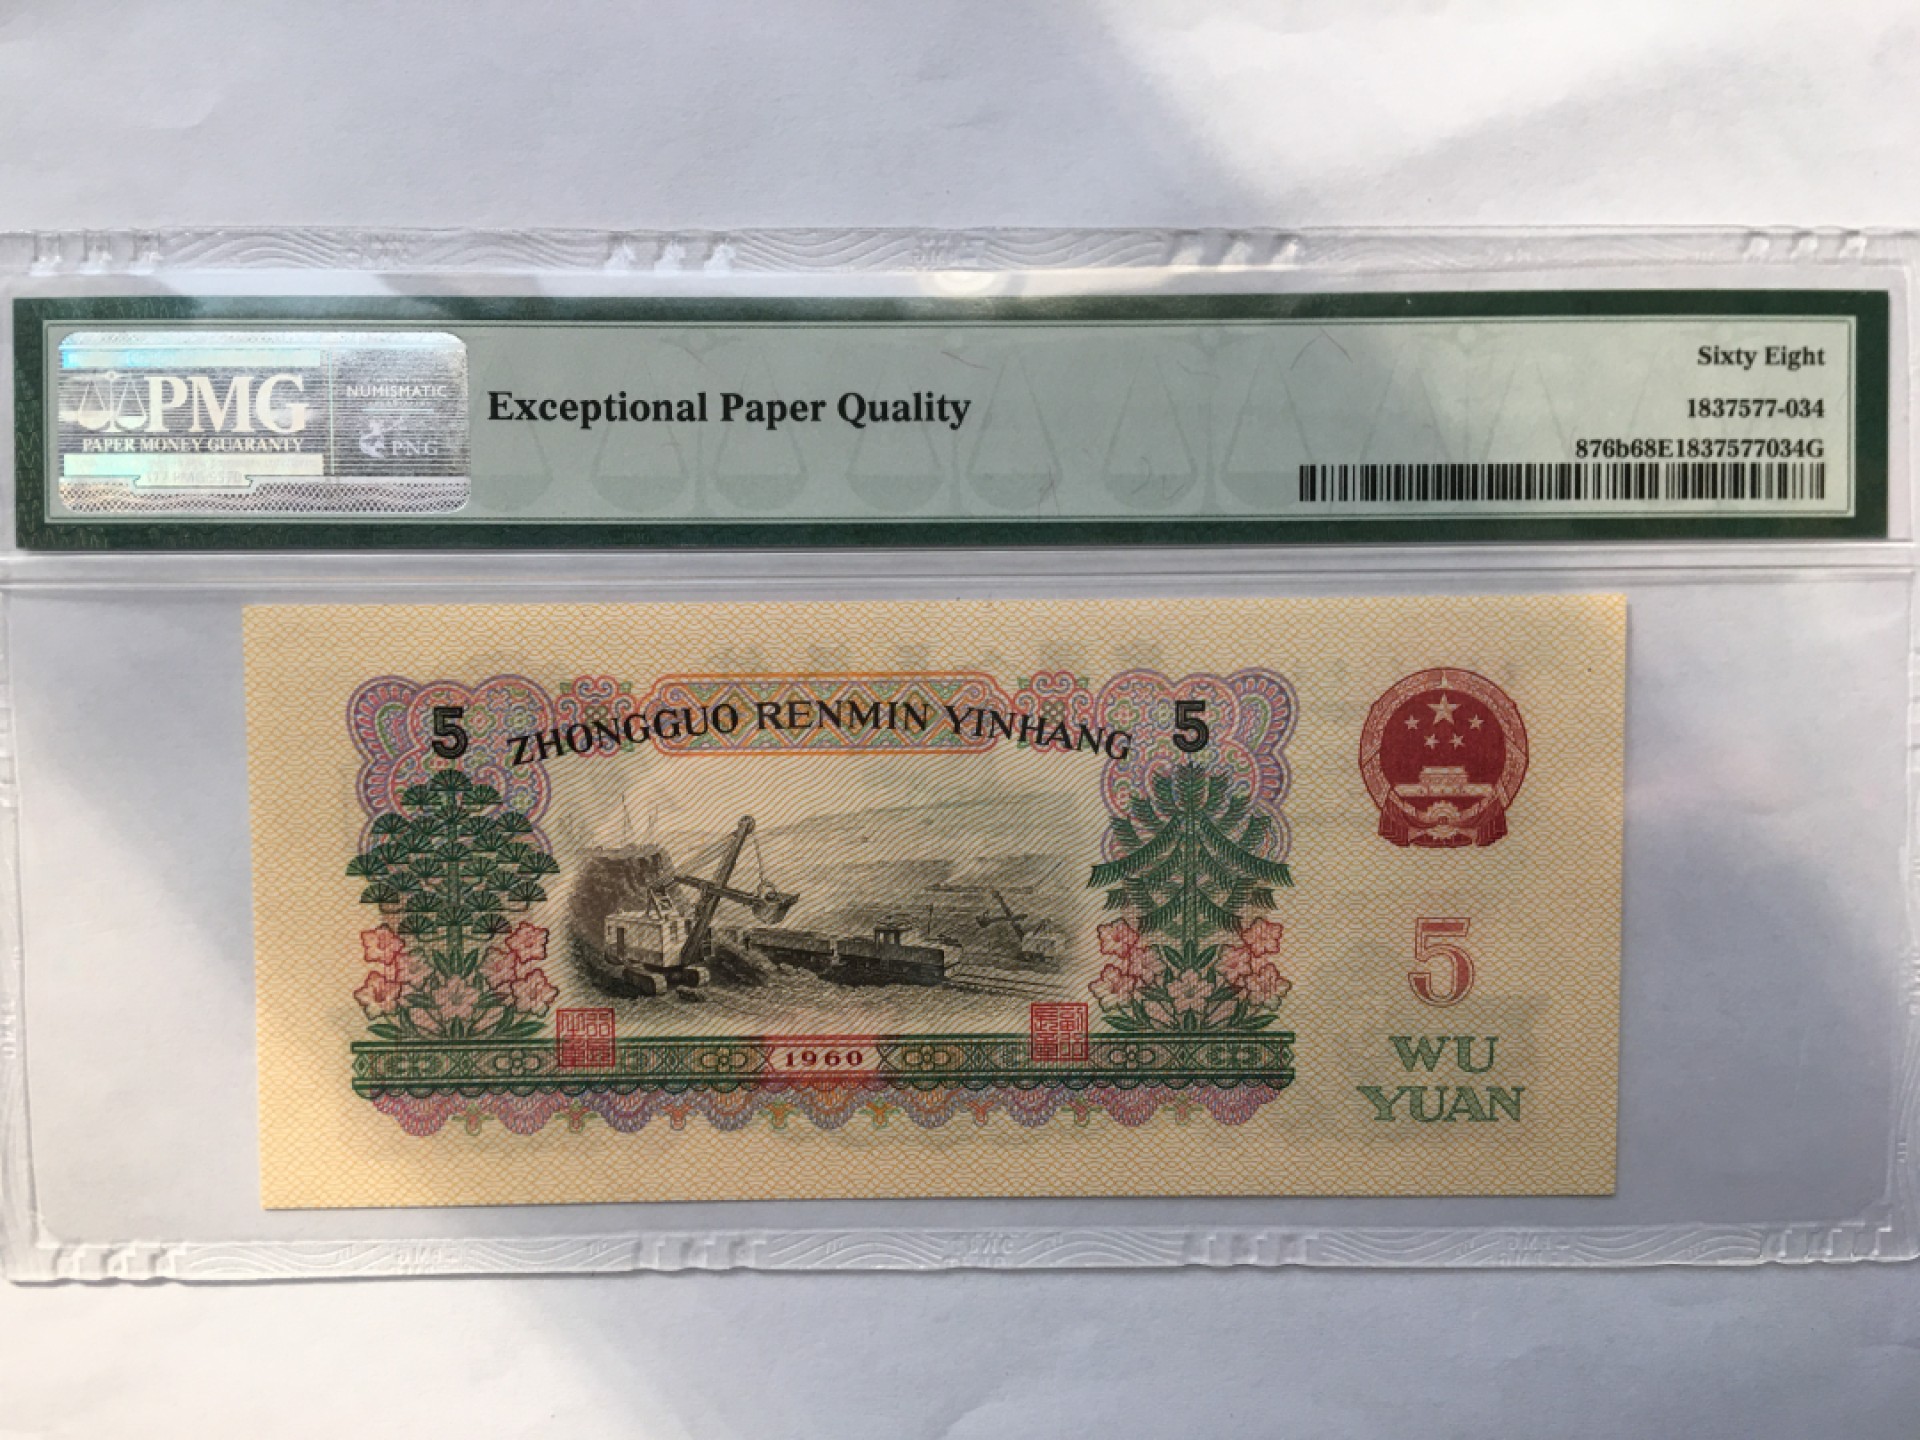 PMG
PAPER MONEY GUARANTY
NUMISMATIC
PNG
Exceptional Paper Quality
Sixty Eight
1837577-034
876b68E1837577034G
5
ZHONGGUO RENMIN YINHANG
5
1960
5
WU
YUAN